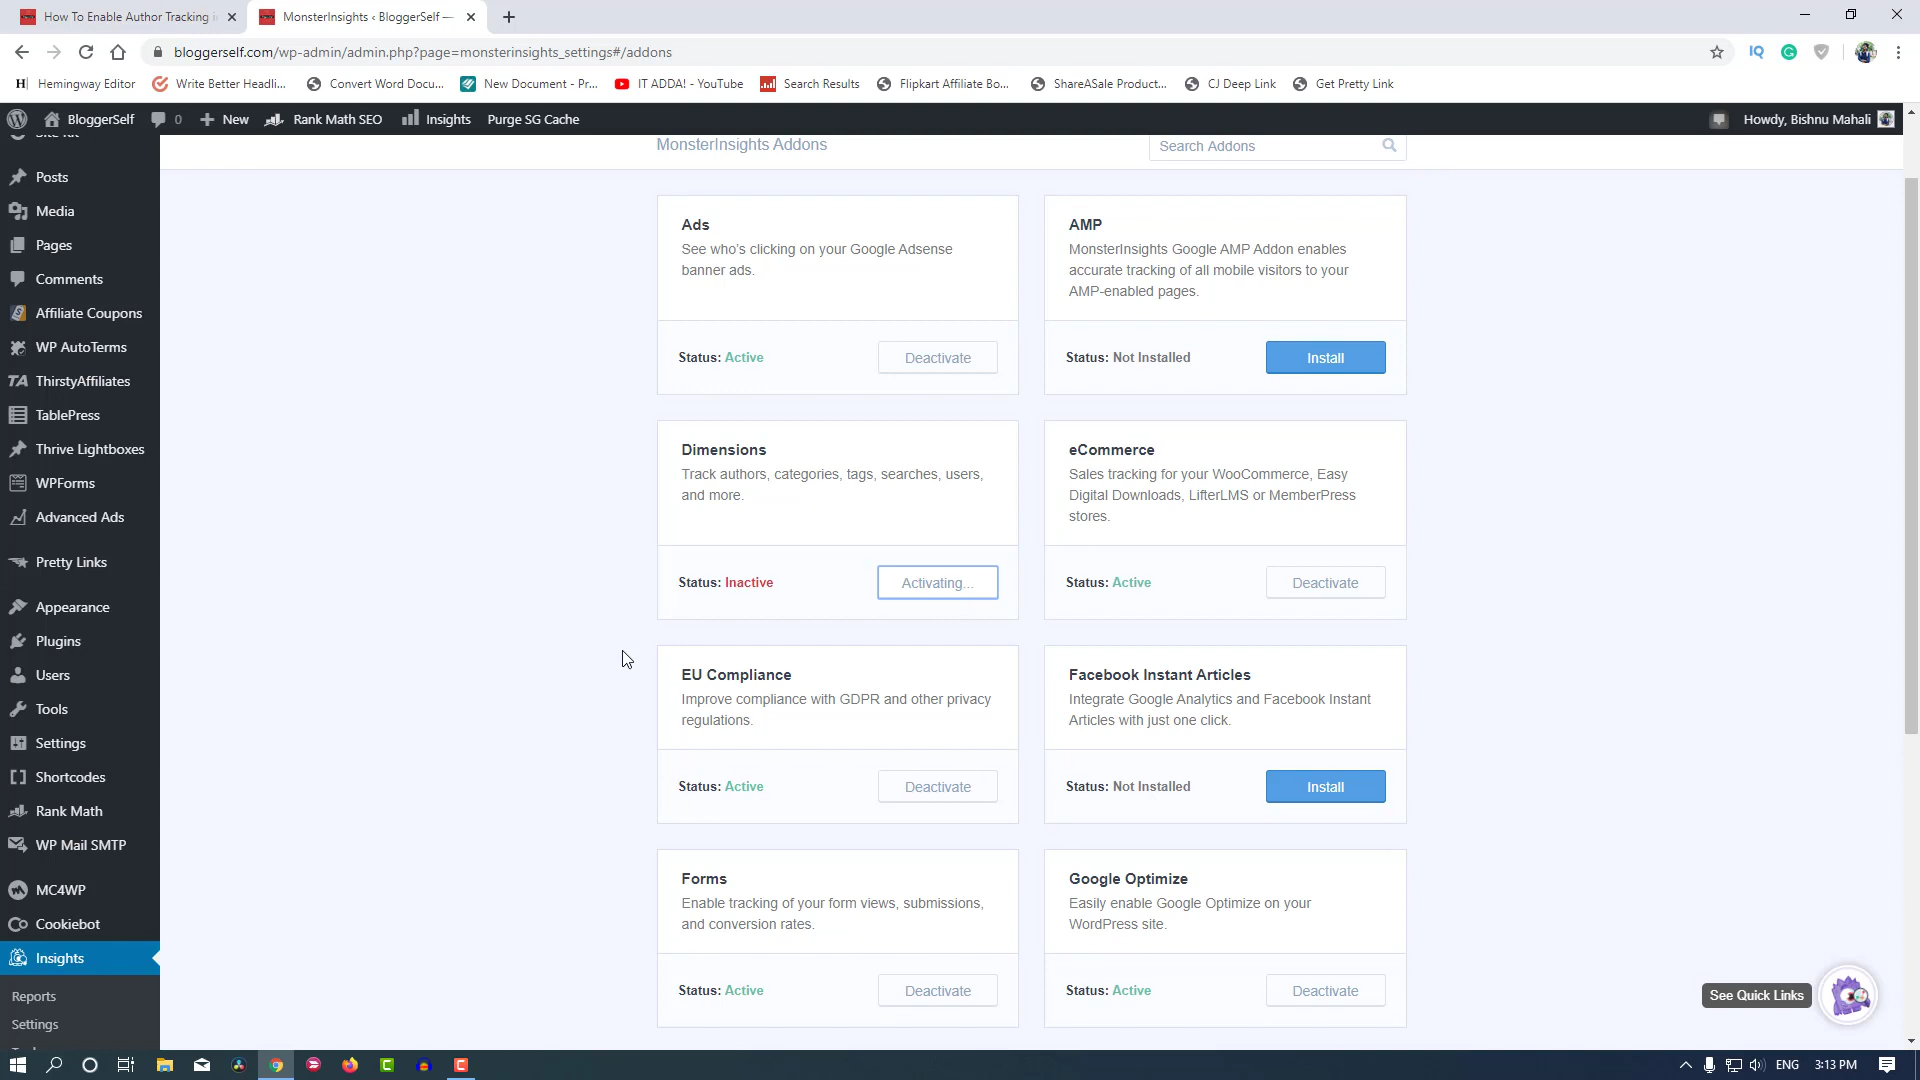 How To Enable Author Tracking i
MonsterInsights ‹ BloggerSelf —
bloggerself.com/wp-admin/admin.php?page=monsterinsights_settings#/addons
IQ
Hemingway Editor
Write Better Headli...
Convert Word Docu...
New Document - Pr...
IT ADDA! - YouTube
Search Results
Flipkart Affiliate Bo...
ShareASale Product...
CJ Deep Link
Get Pretty Link
BloggerSelf
0
New
Rank Math SEO
Insights
Purge SG Cache
Howdy, Bishnu Mahali
Site Kit
Posts
Media
Pages
Comments
Affiliate Coupons
WP AutoTerms
ThirstyAffiliates
TablePress
Thrive Lightboxes
WPForms
Advanced Ads
Pretty Links
Appearance
Plugins
Users
Tools
Settings
Shortcodes
Rank Math
WP Mail SMTP
MC4WP
Cookiebot
Insights
Reports
Settings
MonsterInsights Addons
Search Addons
Ads
See who's clicking on your Google Adsense
banner ads.
Status: Active
Deactivate
AMP
MonsterInsights Google AMP Addon enables
accurate tracking of all mobile visitors to your
AMP-enabled pages.
Status: Not Installed
Install
Dimensions
Track authors, categories, tags, searches, users,
and more.
Status: Inactive
Activating...
eCommerce
Sales tracking for your WooCommerce, Easy
Digital Downloads, LifterLMS or MemberPress
stores.
Status: Active
Deactivate
EU Compliance
Improve compliance with GDPR and other privacy
regulations.
Status: Active
Deactivate
Facebook Instant Articles
Integrate Google Analytics and Facebook Instant
Articles with just one click.
Status: Not Installed
Install
Forms
Enable tracking of your form views, submissions,
and conversion rates.
Status: Active
Deactivate
Google Optimize
Easily enable Google Optimize on your
WordPress site.
Status: Active
Deactivate
See Quick Links
ENG
3:13 PM